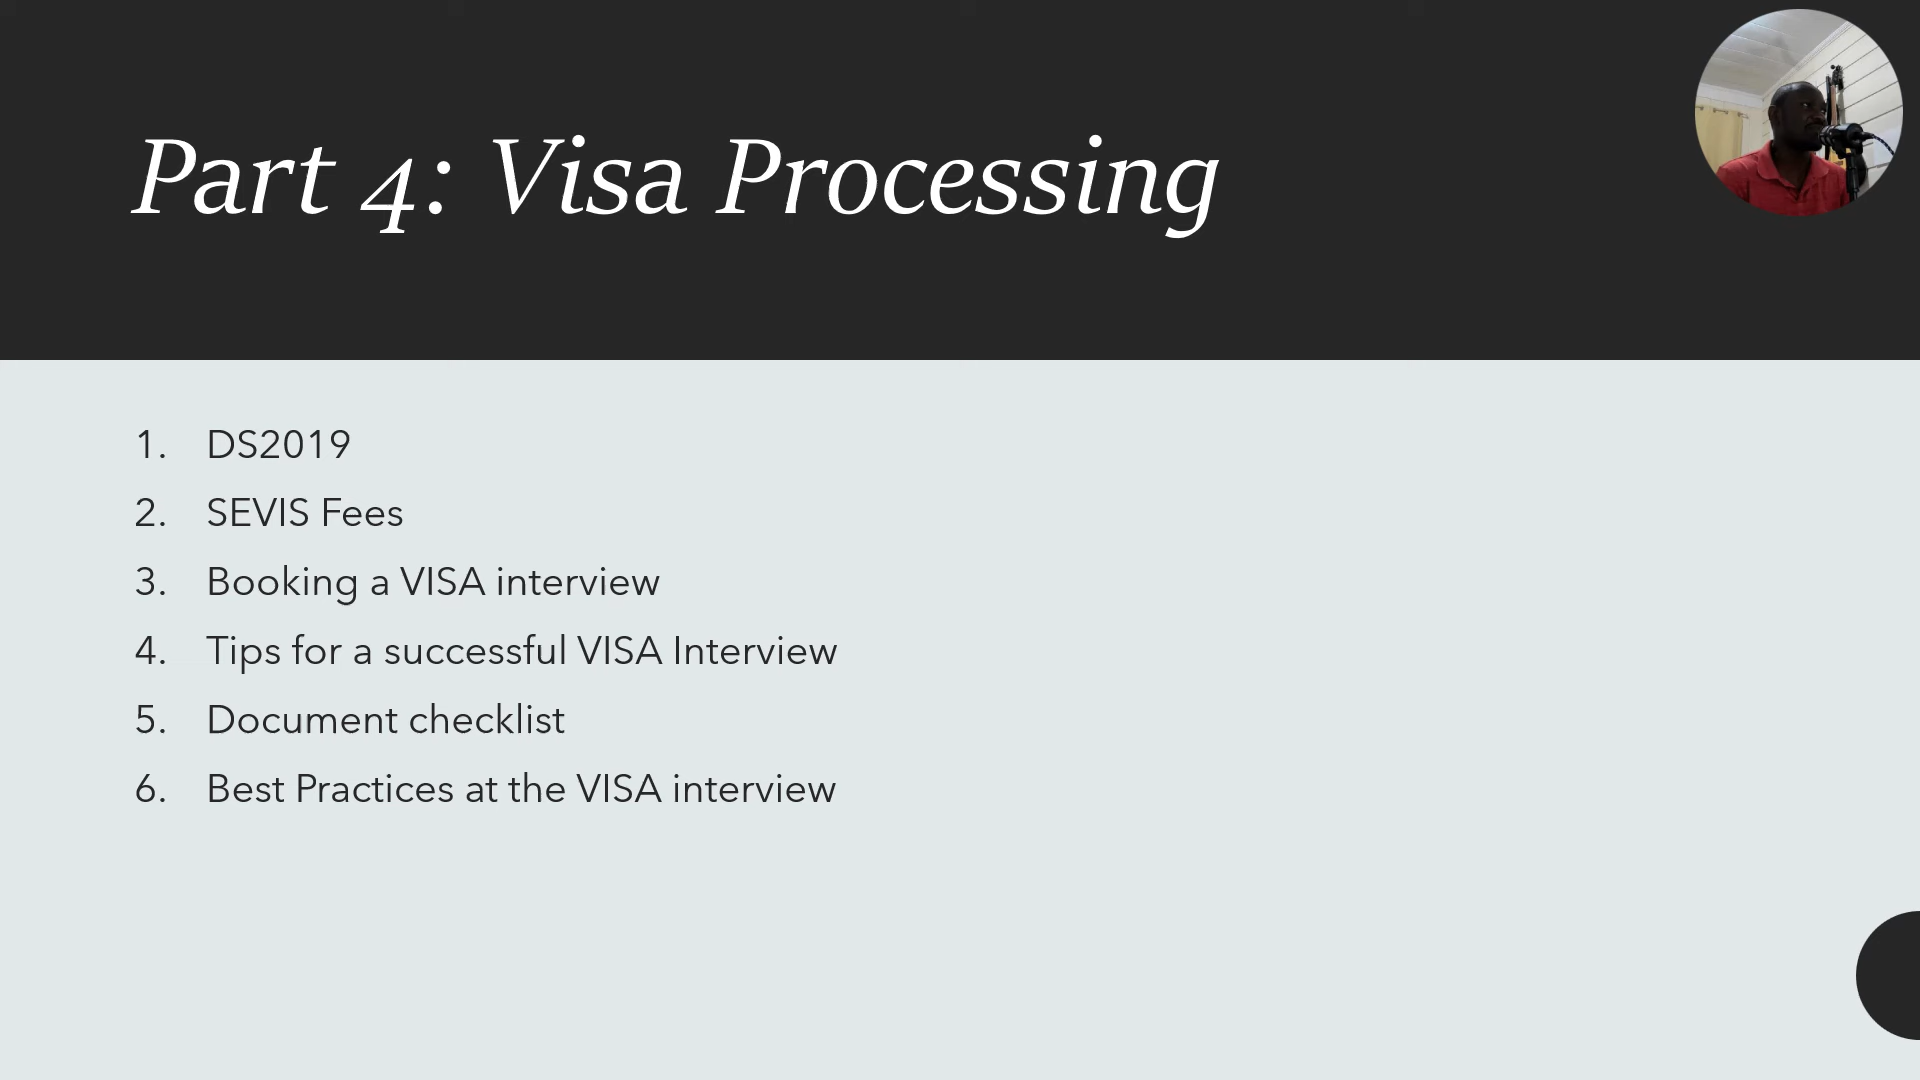 Part 4: Visa Processing
1. DS2019
2. SEVIS Fees
3. Booking a VISA interview
4. Tips for a successful VISA Interview
5. Document checklist
6. Best Practices at the VISA interview